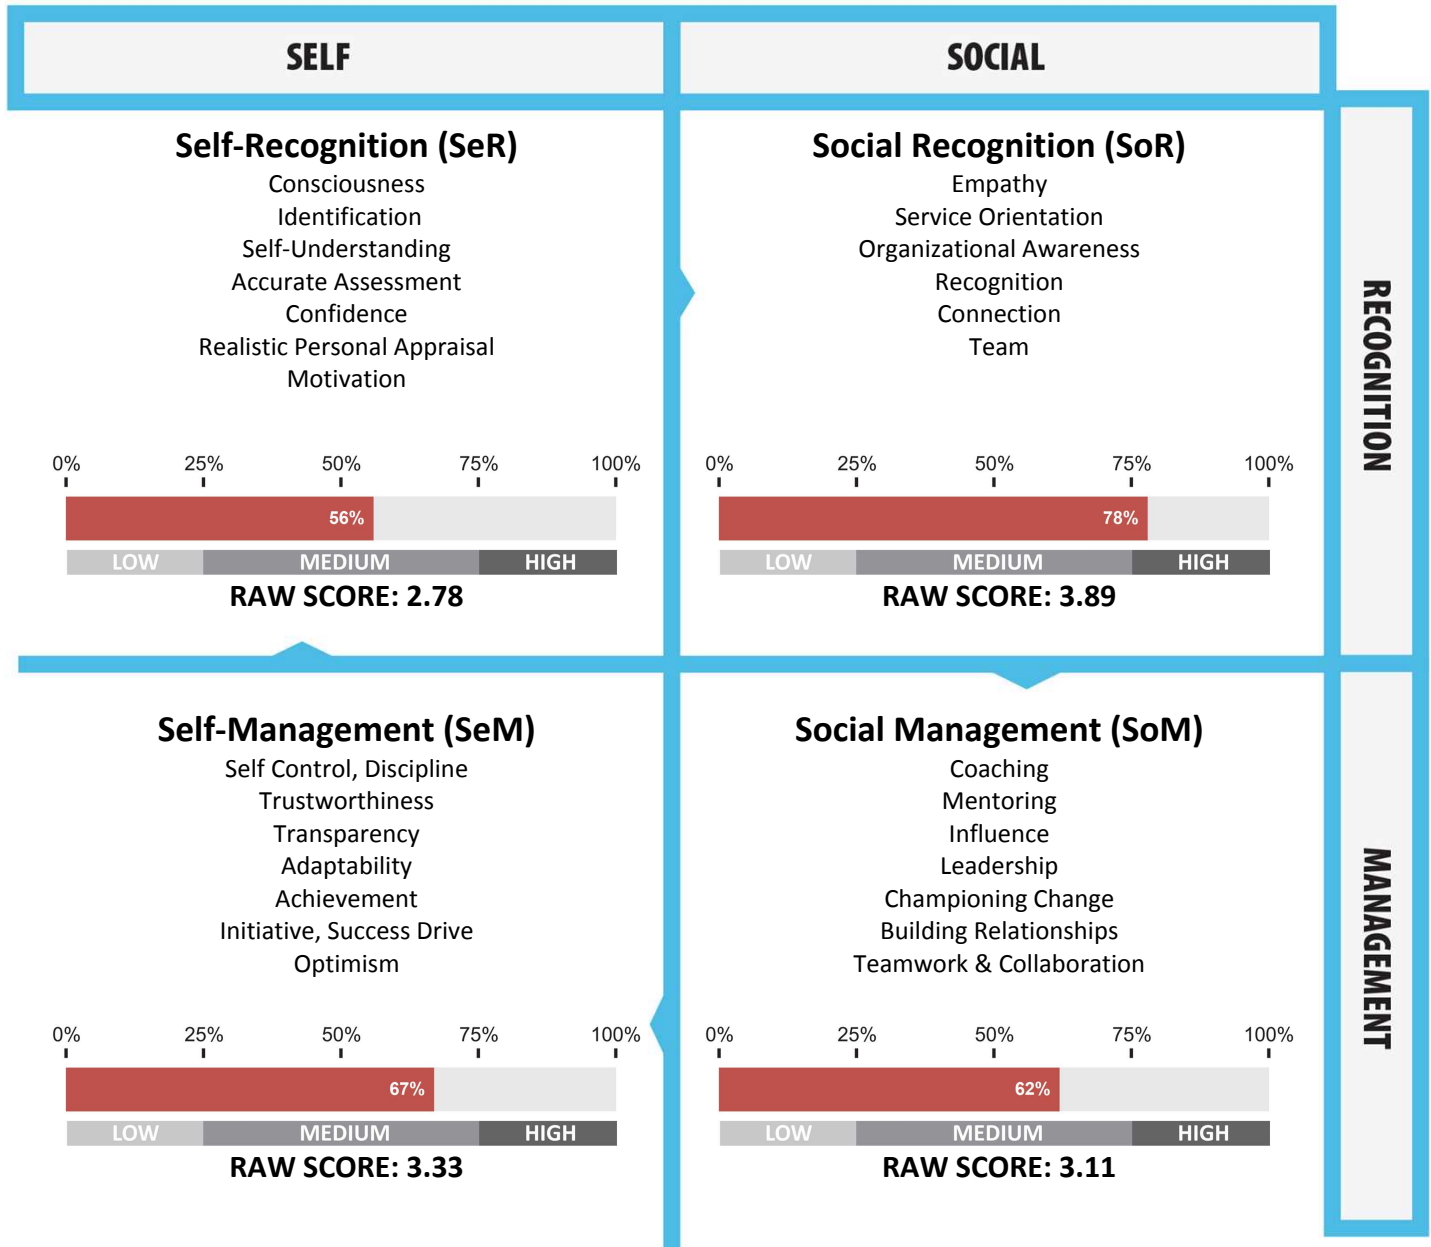 SELF
SOCIAL
RECOGNITION
MANAGEMENT
Self-Recognition (SeR)
Consciousness
Identification
Self-Understanding
Accurate Assessment
Confidence
Realistic Personal Appraisal
Motivation
0% 25% 50% 75% 100%
56%
LOW MEDIUM HIGH
RAW SCORE: 2.78
Social Recognition (SoR)
Empathy
Service Orientation
Organizational Awareness
Recognition
Connection
Team
0% 25% 50% 75% 100%
78%
LOW MEDIUM HIGH
RAW SCORE: 3.89
Self-Management (SeM)
Self Control, Discipline
Trustworthiness
Transparency
Adaptability
Achievement
Initiative, Success Drive
Optimism
0% 25% 50% 75% 100%
67%
LOW MEDIUM HIGH
RAW SCORE: 3.33
Social Management (SoM)
Coaching
Mentoring
Influence
Leadership
Championing Change
Building Relationships
Teamwork & Collaboration
0% 25% 50% 75% 100%
62%
LOW MEDIUM HIGH
RAW SCORE: 3.11